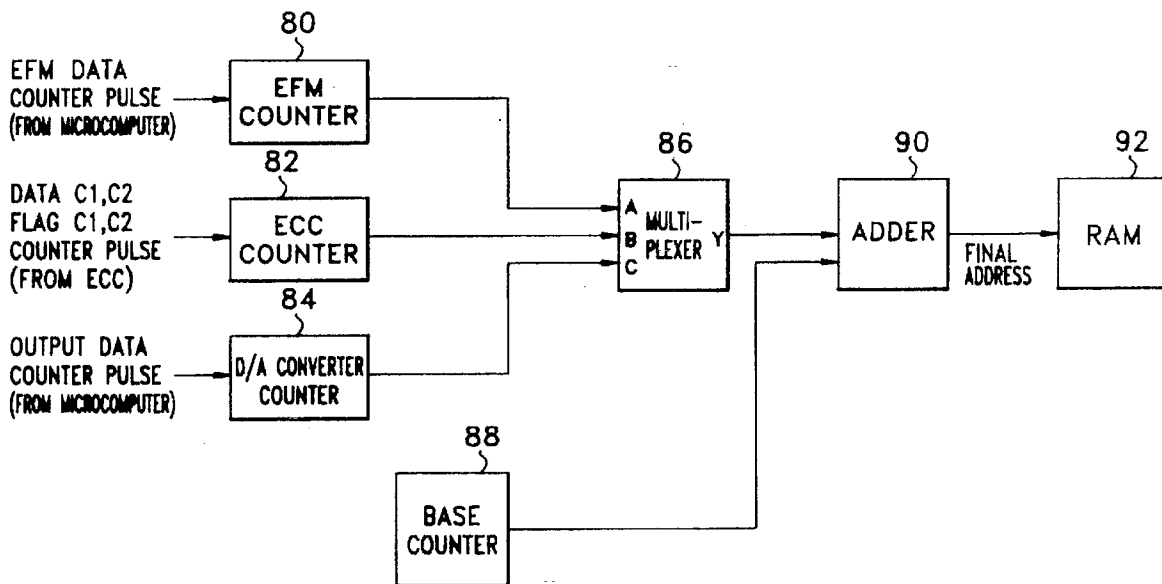 80
EFM DATA
COUNTER PULSE
(FROM MICROCOMPUTER)
EFM
COUNTER
82
DATA C1,C2
FLAG C1,C2
COUNTER PULSE
(FROM ECC)
ECC
COUNTER
84
OUTPUT DATA
COUNTER PULSE
(FROM MICROCOMPUTER)
D/A CONVERTER
COUNTER
86
A
B
C
MULTI-
PLEXER
Y
88
BASE
COUNTER
90
ADDER
FINAL
ADDRESS
92
RAM